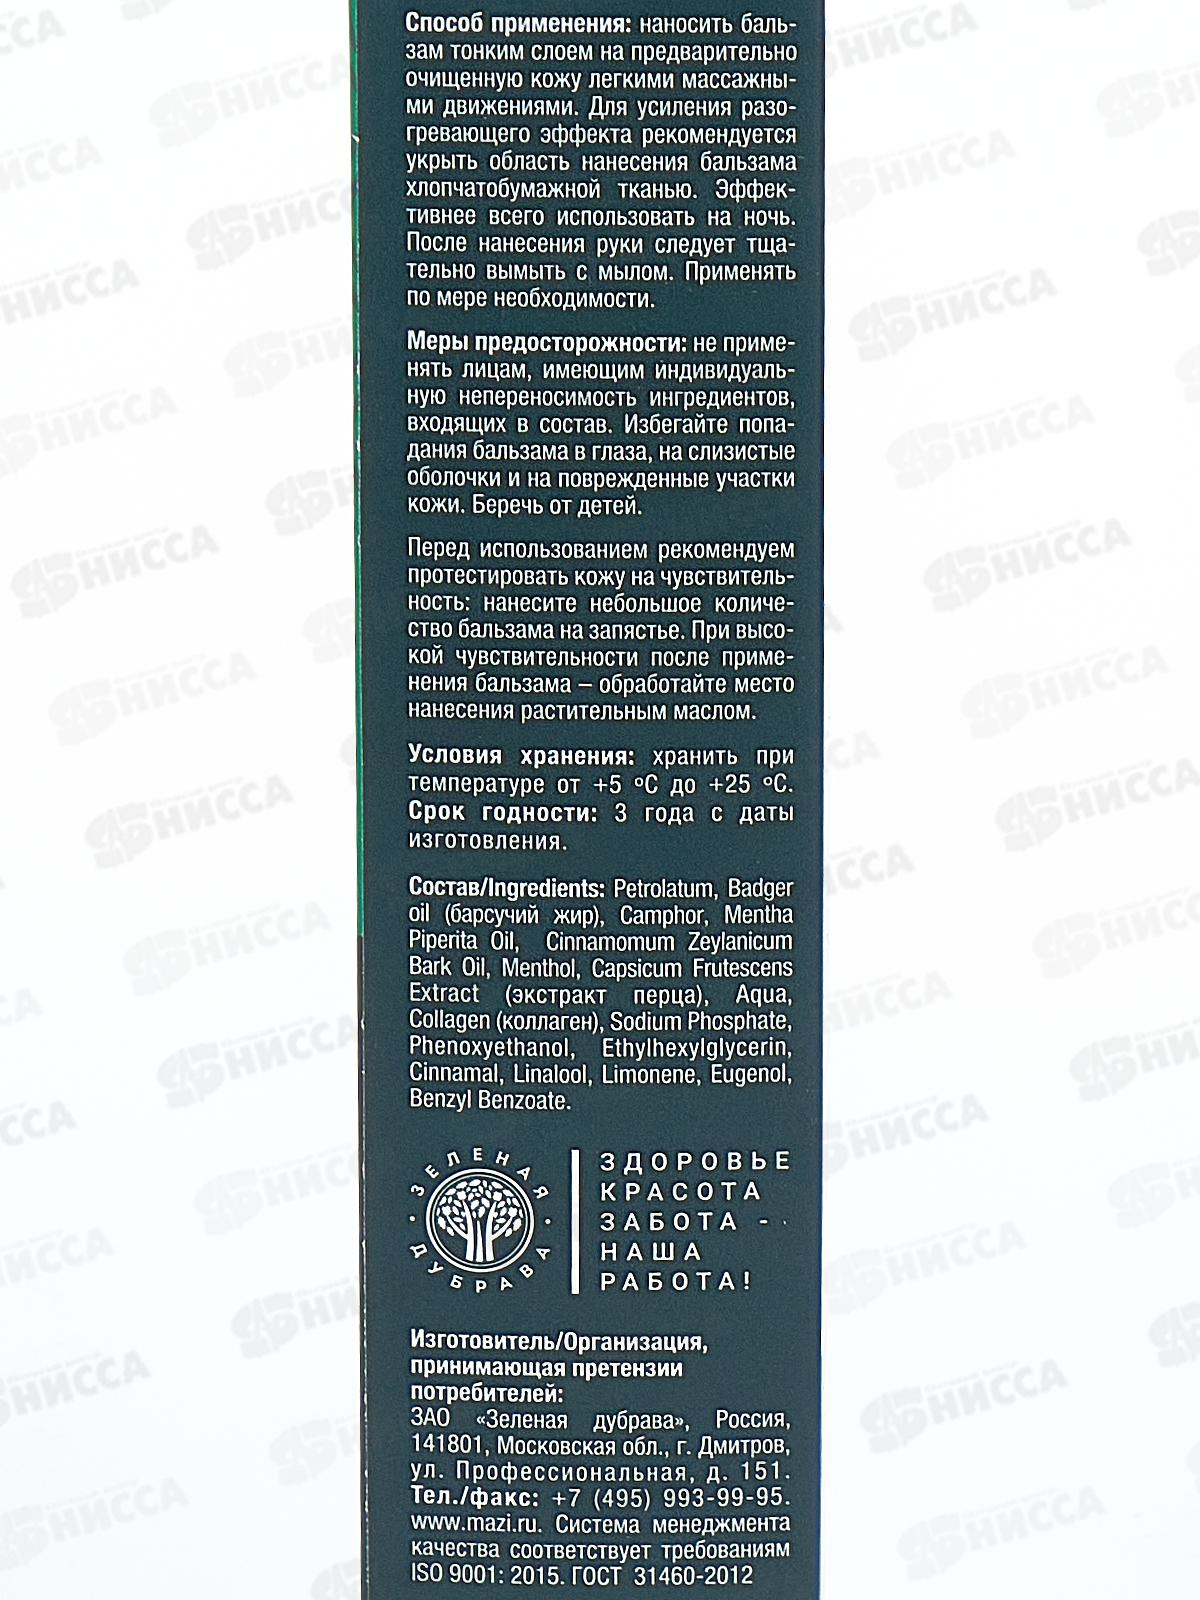 Способ применения: наносить баль-
зам тонким слоем на предварительно
очищенную кожу легкими массажны-
ми движениями. Для усиления разо-
гревающего эффекта рекомендуется
укрыть область нанесения бальзама
хлопчатобумажной тканью. Эффек-
тивнее всего использовать на ночь.
После нанесения руки следует тща-
тельно вымыть с мылом. Применять
по мере необходимости.
Меры предосторожности: не приме-
нять лицам, имеющим индивидуаль-
ную непереносимость ингредиентов,
входящих в состав. Избегайте попа-
дания бальзама в глаза, на слизистые
оболочки и на поврежденные участки
кожи. Беречь от детей.
Перед использованием рекомендуем
протестировать кожу на чувствитель-
ность: нанесите небольшое количе-
ство бальзама на запястье. При высо-
кой чувствительности после приме-
нения бальзама – обработайте место
нанесения растительным маслом.
Условия хранения: хранить при
температуре от +5 °С до +25 °С.
Срок годности: 3 года с даты
изготовления.
Состав/Ingredients: Petrolatum, Badger
oil (барсучий жир), Camphor, Mentha
Piperita Oil, Cinnamomum Zeylanicum
Bark Oil, Menthol, Capsicum Frutescens
Extract (экстракт перца), Aqua,
Collagen (коллаген), Sodium Phosphate,
Phenoxyethanol, Ethylhexylglycerin,
Cinnamal, Linalool, Limonene, Eugenol,
Benzyl Benzoate.
ЗЕЛЕНАЯ
ДУБРАВА
ЗДОРОВЬЕ
КРАСОТА
ЗАБОТА -
НАША
РАБОТА!
Изготовитель/Организация,
принимающая претензии
потребителей:
ЗАО «Зеленая дубрава», Россия,
141801, Московская обл., г. Дмитров,
ул. Профессиональная, д. 151.
Тел./факс: +7 (495) 993-99-95.
www.mazi.ru. Система менеджмента
качества соответствует требованиям
ISO 9001: 2015. ГОСТ 31460-2012